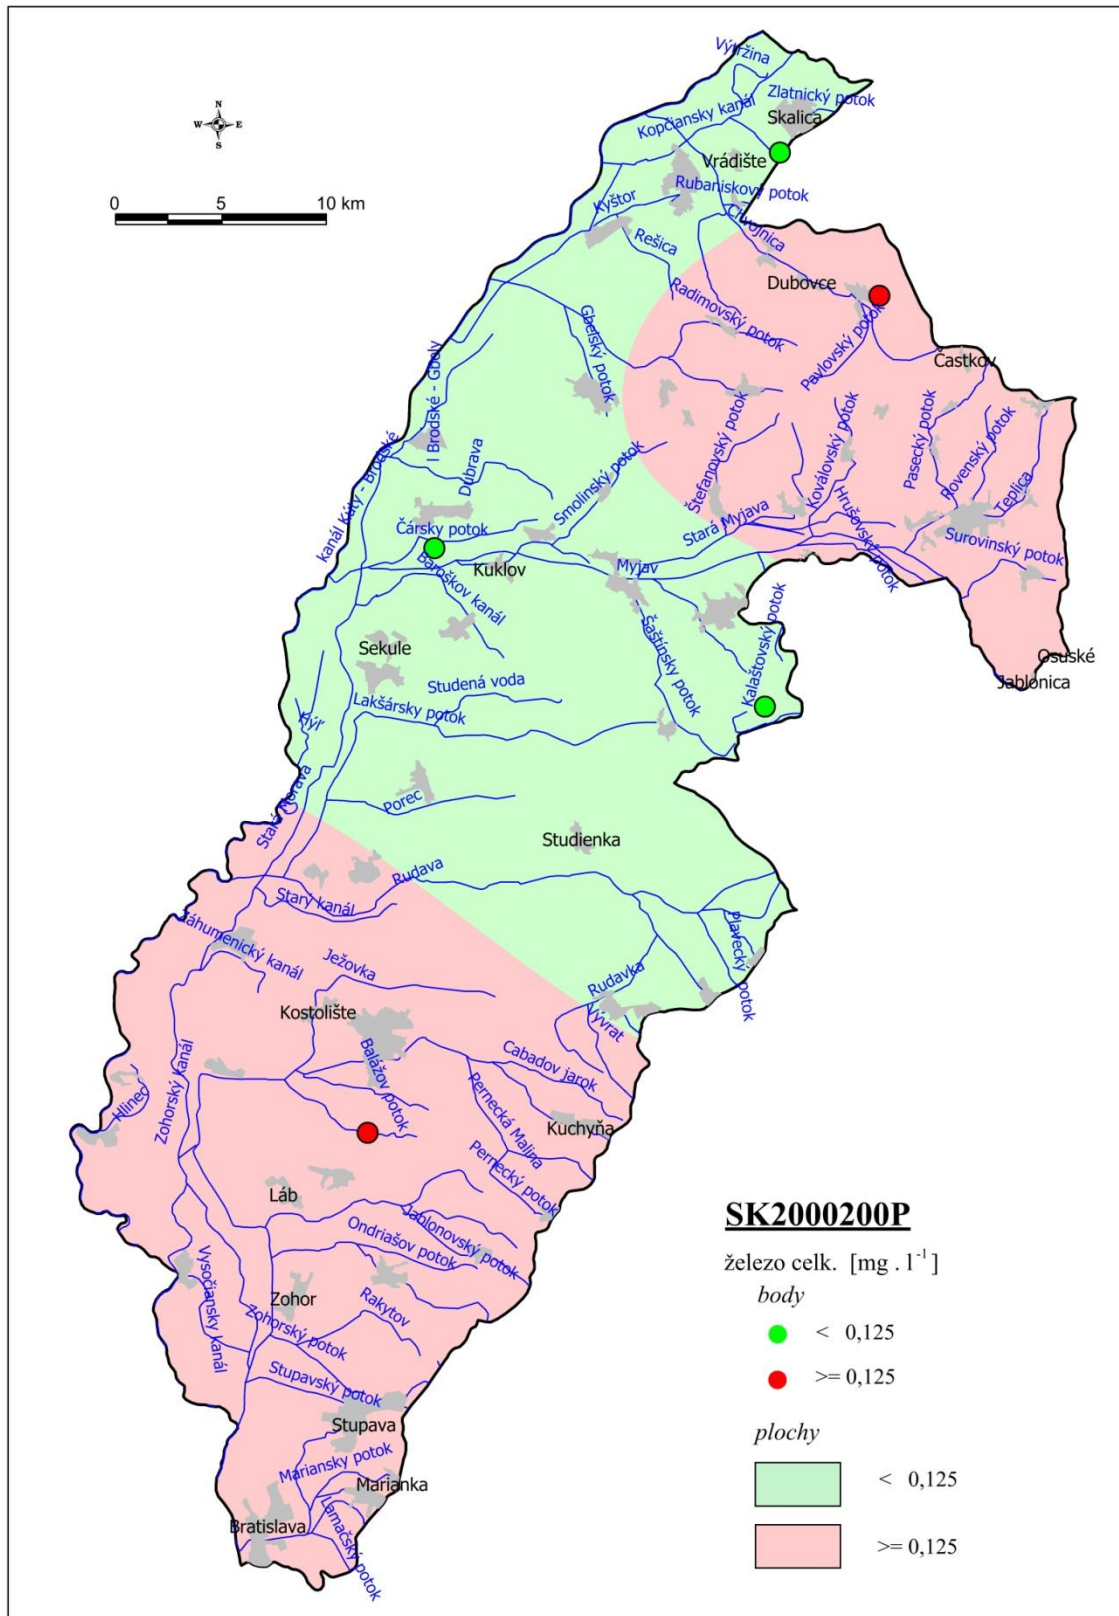 Výtržina
Zlatnický potok
Skalica
Kopčiansky kanál
N
W E
S
Vrádište
Rubaniskový potok
0 5 10 km
Kyštor
Chvojnica
Rešica
Dubovce
Radimovský potok
Gbelský potok
Pavlovský potok
Častkov
I Brodské - Gbely
kanál Kúty - Brodské
Dúbrava
Smolinský potok
Štefanovský potok
Koválovský potok
Pasecký potok
Rovenský potok
Teplica
Hrušovský potok
Stará Myjava
Surovinský potok
Čársky potok
Baroškov kanál
Kuklov
Myjav
Šaštínsky potok
Kalaštovský potok
Osuské
Jablonica
Sekule
Studená voda
Lakšársky potok
Hýľ
Stará Morava
Porec
Studienka
Rudava
Starý kanál
Záhumenický kanál
Ježovka
Plavecký potok
Rudavka
Vývrat
Kostolište
Balážov potok
Cabadov jarok
Zohorský kanál
Hlinec
Pernecká Malina
Kuchyňa
Pernecký potok
Láb
Jablonovský potok
Ondriašov potok
Vysočiansky kanál
Zohor
Rakytov
Zohorský potok
Stupavský potok
Stupava
Mariansky potok
Marianka
Lamačský potok
Bratislava
SK2000200P
železo celk. [mg . l⁻¹]
body
< 0,125
>= 0,125
plochy
< 0,125
>= 0,125